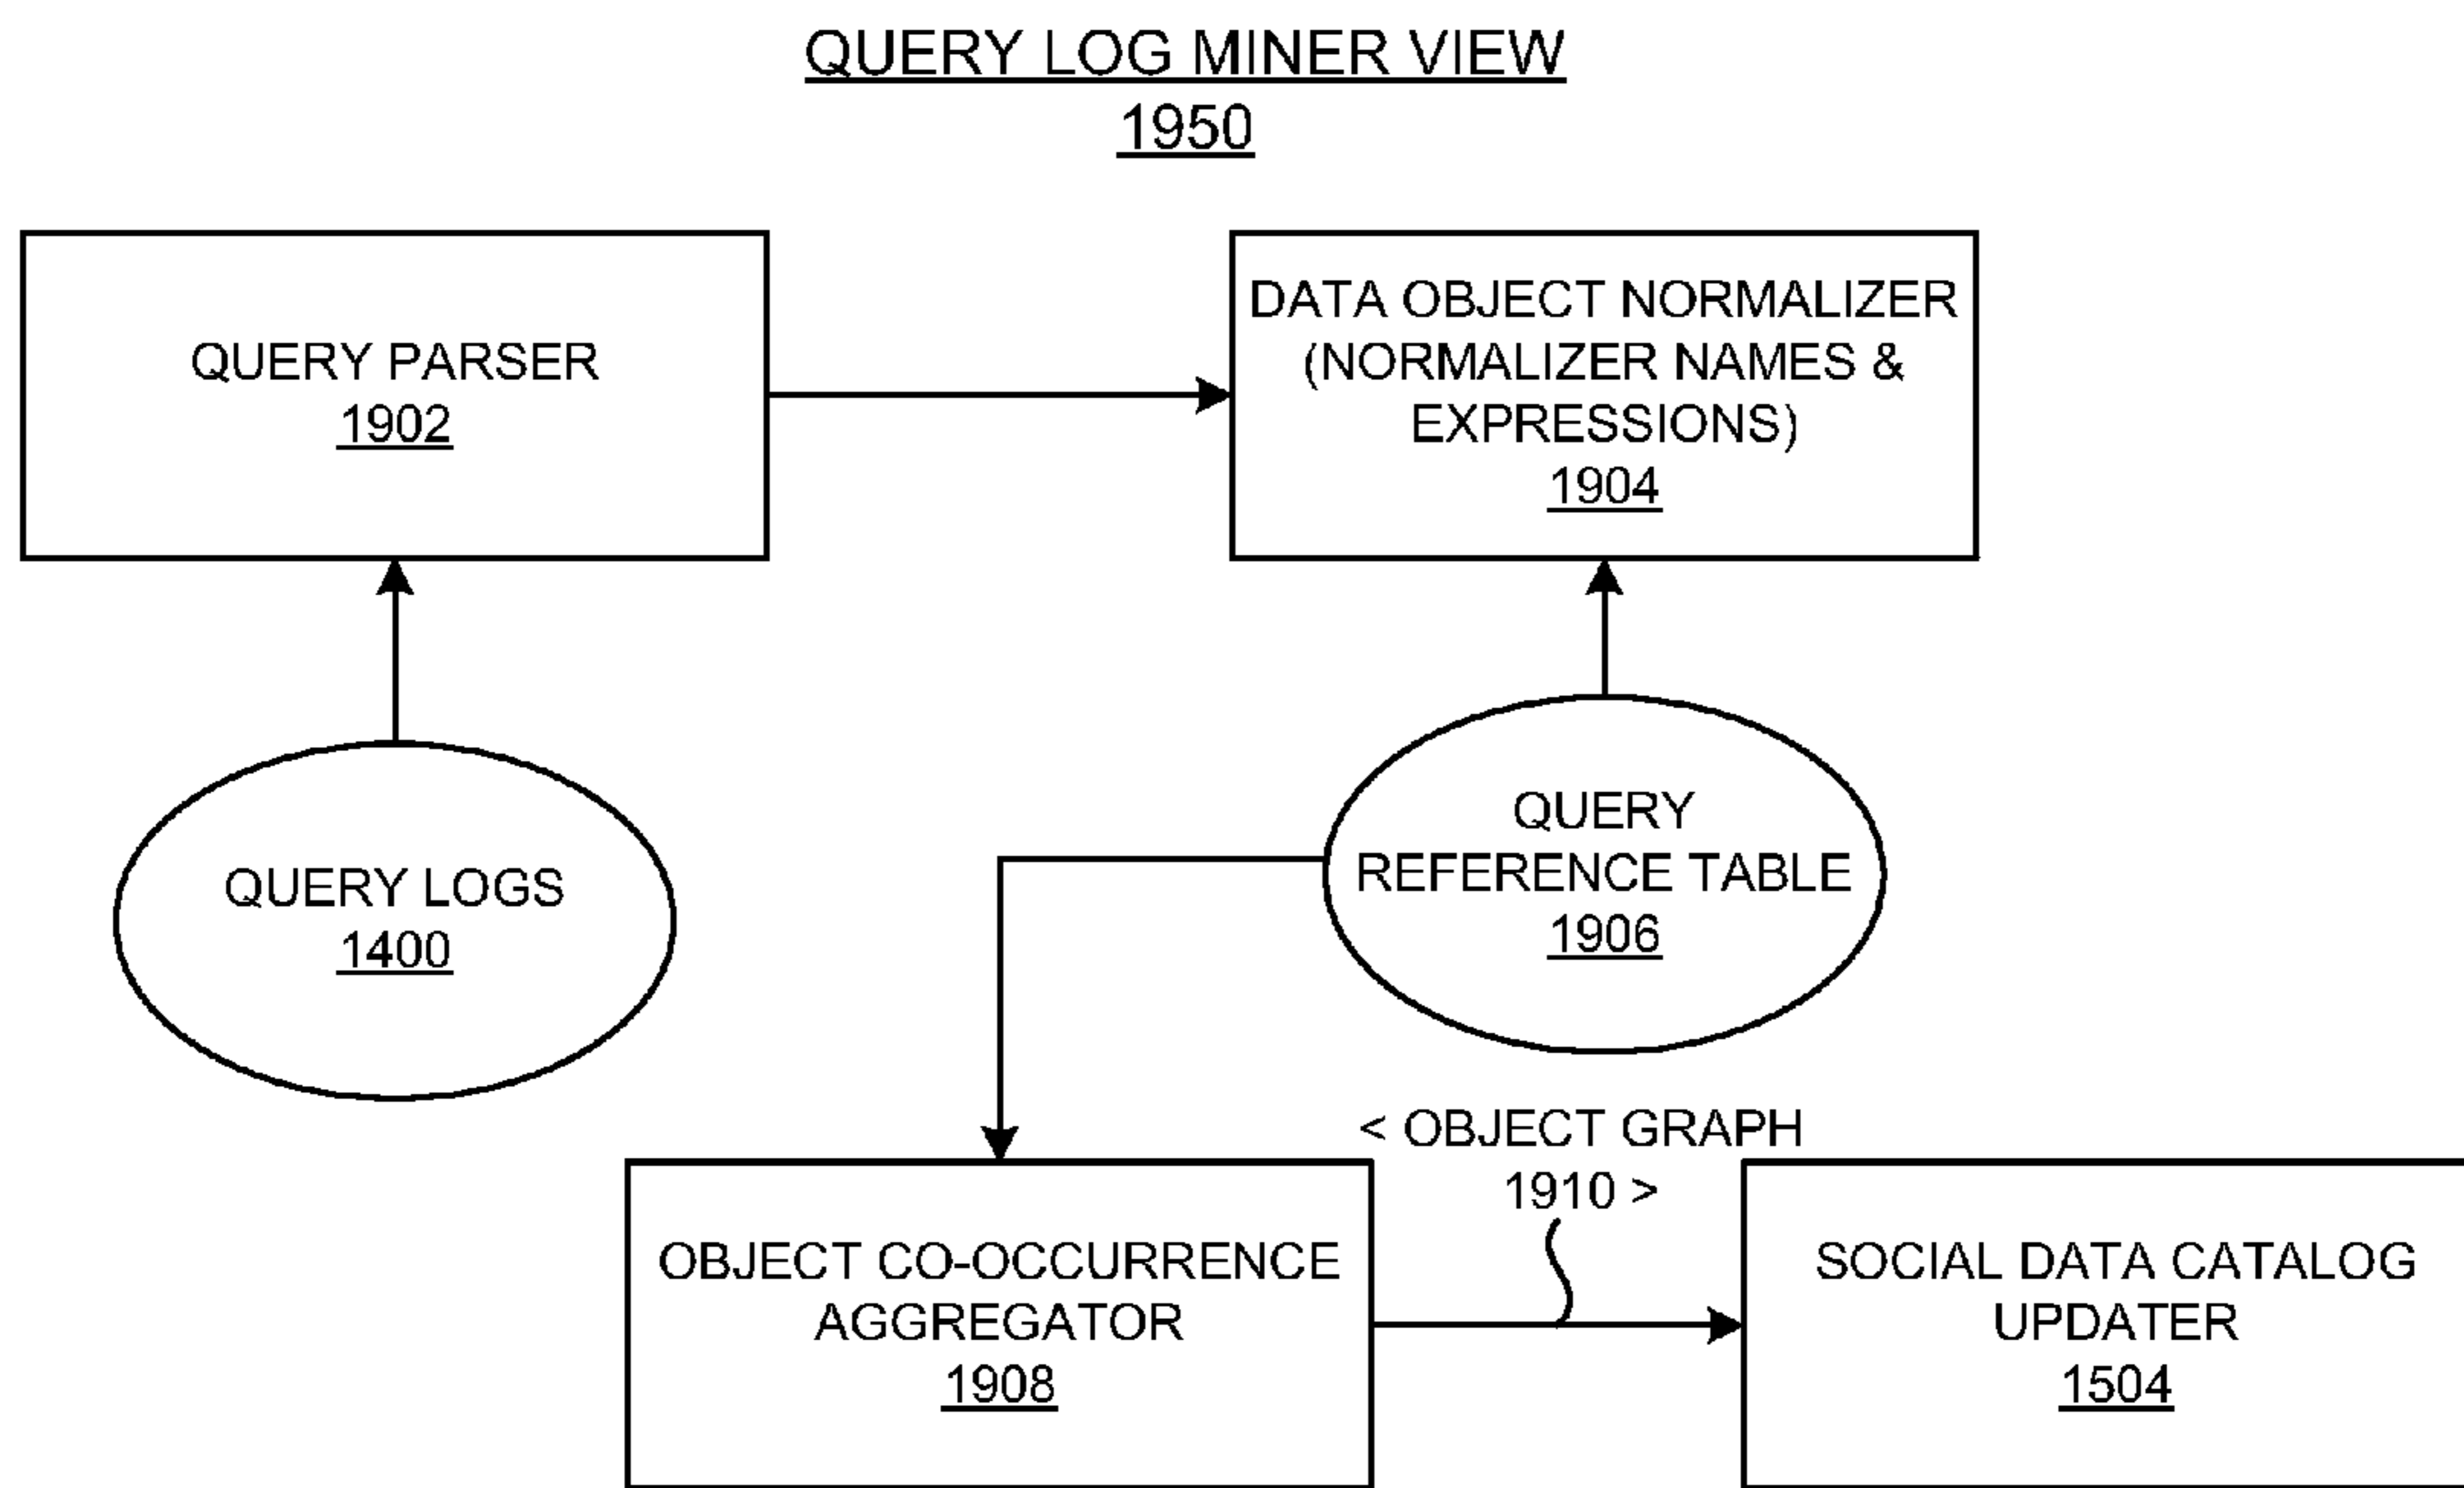 QUERY LOG MINER VIEW
1950
QUERY PARSER
1902
DATA OBJECT NORMALIZER
(NORMALIZER NAMES &
EXPRESSIONS)
1904
QUERY LOGS
1400
QUERY
REFERENCE TABLE
1906
< OBJECT GRAPH
1910 >
OBJECT CO-OCCURRENCE
AGGREGATOR
1908
SOCIAL DATA CATALOG
UPDATER
1504